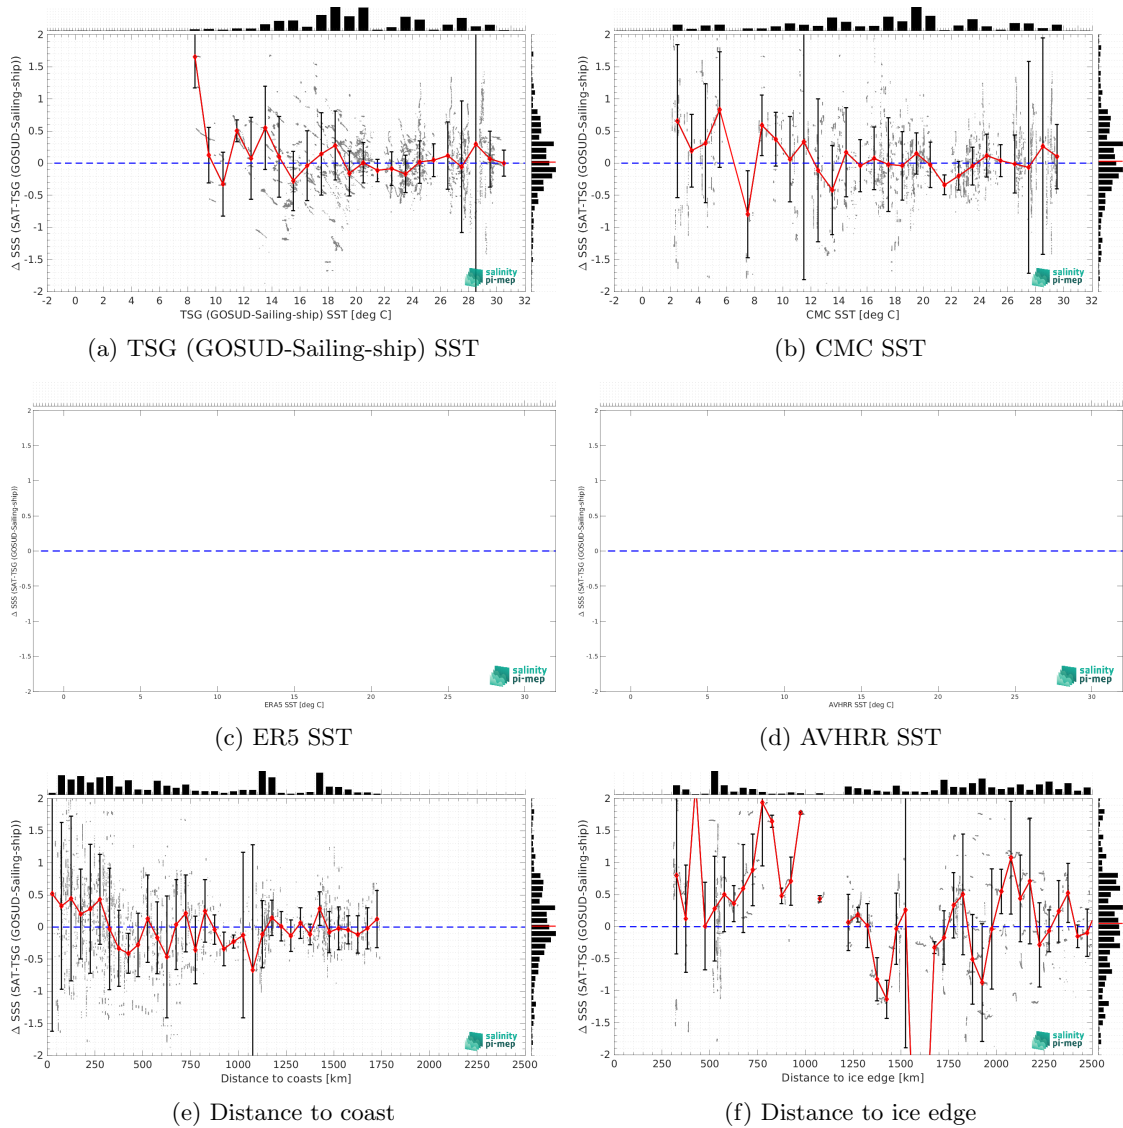 2
1.5
1
0.5
0
-0.5
-1
-1.5
-2
Δ SSS (SAT-TSG (GOSUD-Sailing-ship))
-2 0 2 4 6 8 10 12 14 16 18 20 22 24 26 28 30 32
TSG (GOSUD-Sailing-ship) SST [deg C]
salinity
pi-mep
(a) TSG (GOSUD-Sailing-ship) SST
2
1.5
1
0.5
0
-0.5
-1
-1.5
-2
Δ SSS (SAT-TSG (GOSUD-Sailing-ship))
-2 0 2 4 6 8 10 12 14 16 18 20 22 24 26 28 30 32
CMC SST [deg C]
salinity
pi-mep
(b) CMC SST
2
1.5
1
0.5
0
-0.5
-1
-1.5
-2
Δ SSS (SAT-TSG (GOSUD-Sailing-ship))
0 5 10 15 20 25 30
ERA5 SST [deg C]
salinity
pi-mep
(c) ER5 SST
2
1.5
1
0.5
0
-0.5
-1
-1.5
-2
Δ SSS (SAT-TSG (GOSUD-Sailing-ship))
0 5 10 15 20 25 30
AVHRR SST [deg C]
salinity
pi-mep
(d) AVHRR SST
2
1.5
1
0.5
0
-0.5
-1
-1.5
-2
Δ SSS (SAT-TSG (GOSUD-Sailing-ship))
0 250 500 750 1000 1250 1500 1750 2000 2250 2500
Distance to coasts [km]
salinity
pi-mep
(e) Distance to coast
2
1.5
1
0.5
0
-0.5
-1
-1.5
-2
Δ SSS (SAT-TSG (GOSUD-Sailing-ship))
0 250 500 750 1000 1250 1500 1750 2000 2250 2500
Distance to ice edge [km]
salinity
pi-mep
(f) Distance to ice edge